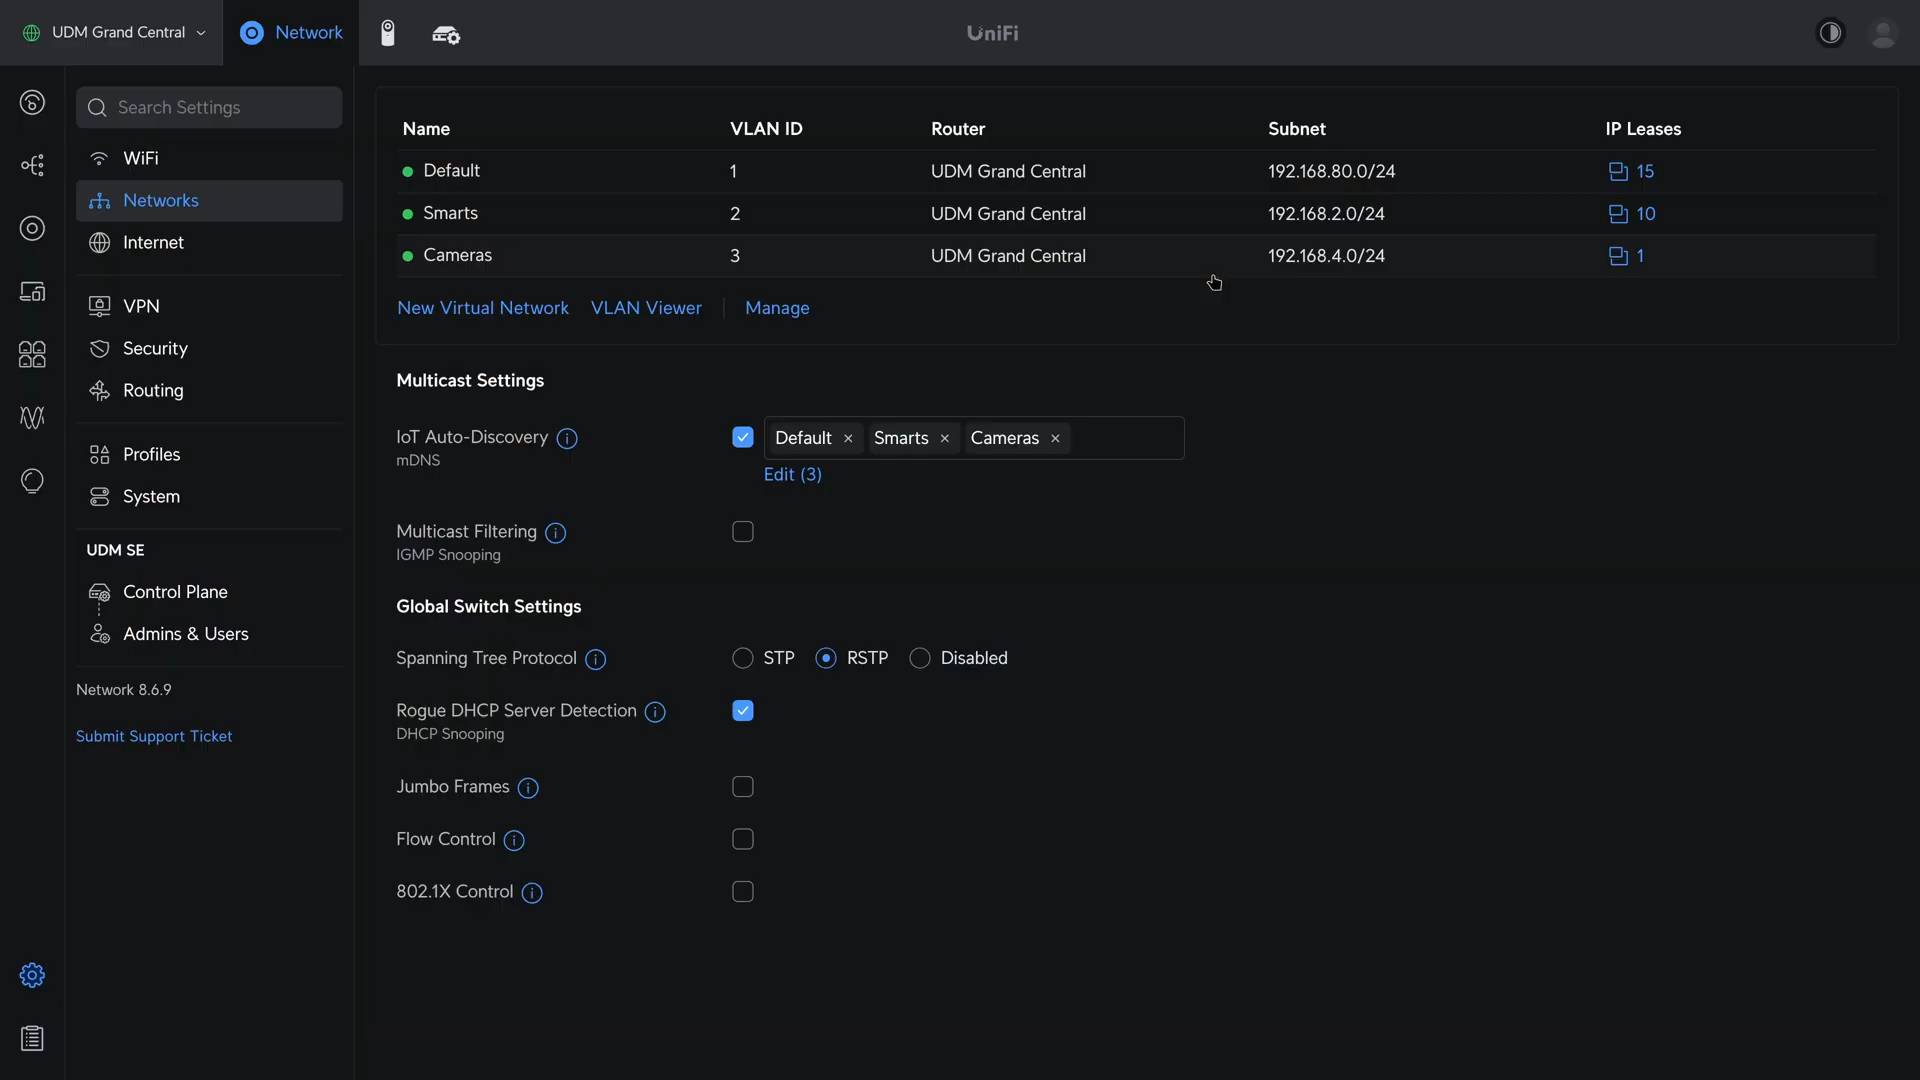 UDM Grand Central
Network
UniFi
Search Settings
WiFi
Networks
Internet
VPN
Security
Routing
Profiles
System
UDM SE
Control Plane
Admins & Users
Network 8.6.9
Submit Support Ticket
Name VLAN ID Router Subnet IP Leases
Default 1 UDM Grand Central 192.168.80.0/24 15
Smarts 2 UDM Grand Central 192.168.2.0/24 10
Cameras 3 UDM Grand Central 192.168.4.0/24 1
New Virtual Network VLAN Viewer Manage
Multicast Settings
IoT Auto-Discovery Default Smarts Cameras
mDNS
Edit (3)
Multicast Filtering
IGMP Snooping
Global Switch Settings
Spanning Tree Protocol STP RSTP Disabled
Rogue DHCP Server Detection
DHCP Snooping
Jumbo Frames
Flow Control
802.1X Control